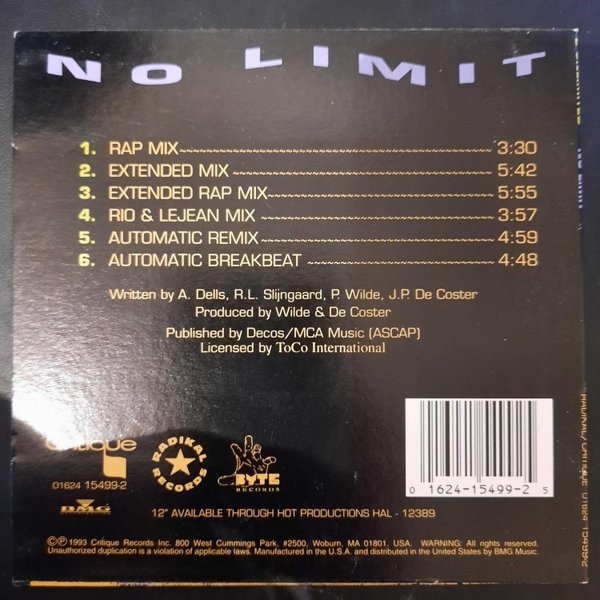 NO LIMIT
1. RAP MIX 3:30
2. EXTENDED MIX 5:42
3. EXTENDED RAP MIX 5:55
4. RIO & LEJEAN MIX 3:57
5. AUTOMATIC REMIX 4:59
6. AUTOMATIC BREAKBEAT 4:48
Written by A. Dells, R.L. Slijngaard, P. Wilde, J.P. De Coster
Produced by Wilde & De Coster
Published by Decos/MCA Music (ASCAP)
Licensed by ToCo International
Critique
RADIKAL RECORDS
BYTE
RECORDS
01624 15499-2
0 1624-15499-2 5
BMG
12" AVAILABLE THROUGH HOT PRODUCTIONS HAL - 12389
©℗ 1993 Critique Records Inc. 800 West Cummings Park, #2500, Woburn, MA 01801. USA. WARNING: All rights reserved.
Unauthorized duplication is a violation of applicable laws. Manufactured in the U.S.A. and distributed in the United States by BMG Music.
RADIKAL/CRITIQUE 01624 15499-2